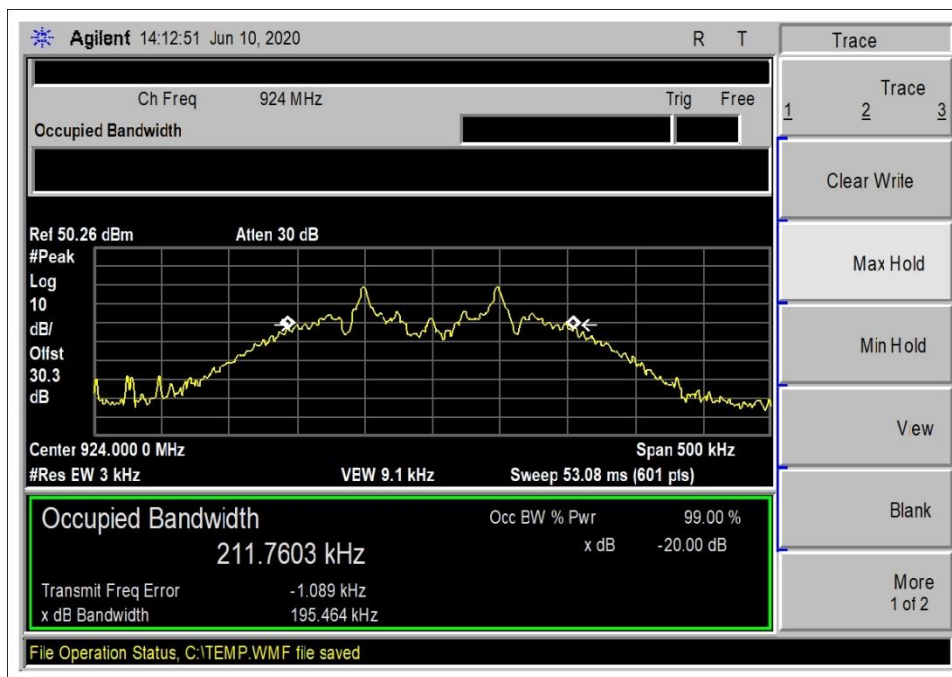 Agilent 14:12:51 Jun 10, 2020 R T
Ch Freq 924 MHz Trig Free
Occupied Bandwidth
Ref 50.26 dBm Atten 30 dB
#Peak
Log
10
dB/
Offst
30.3
dB
Center 924.000 0 MHz Span 500 kHz
#Res EW 3 kHz VEW 9.1 kHz Sweep 53.08 ms (601 pts)
Occupied Bandwidth
211.7603 kHz
Occ BW % Pwr 99.00 %
x dB -20.00 dB
Transmit Freq Error -1.089 kHz
x dB Bandwidth 195.464 kHz
File Operation Status, C:\TEMP.WMF file saved
Trace
Trace
1 2 3
Clear Write
Max Hold
Min Hold
View
Blank
More
1 of 2